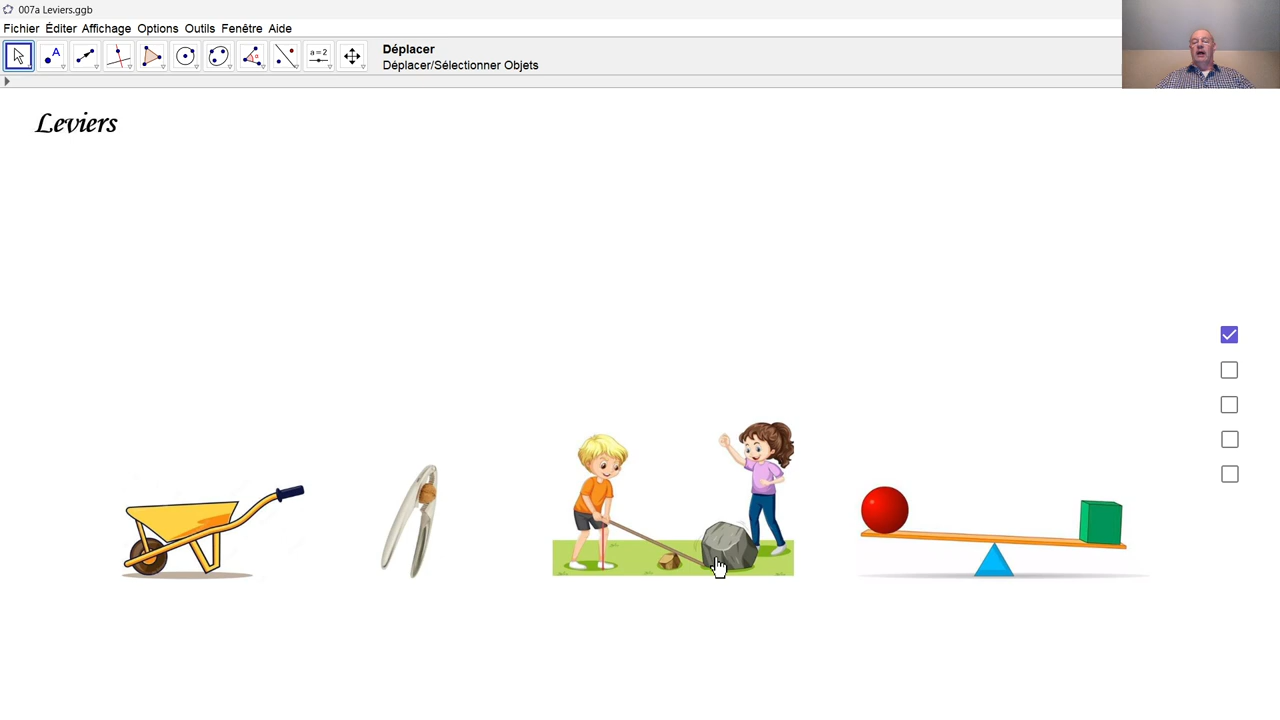 007a Leviers.ggb
Fichier Éditer Affichage Options Outils Fenêtre Aide
A
a=2
Déplacer
Déplacer/Sélectionner Objets
Leviers